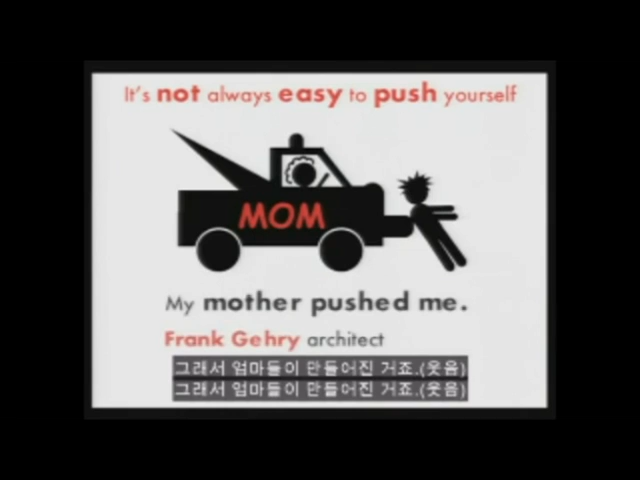 It's not always easy to push yourself
MOM
My mother pushed me.
Frank Gehry architect
그래서 엄마들이 만들어진 거죠.(웃음)
그래서 엄마들이 만들어진 거죠.(웃음)